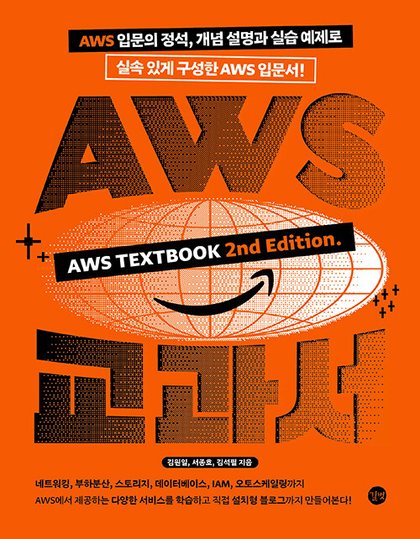 AWS 입문의 정석, 개념 설명과 실습 예제로
실속 있게 구성한 AWS 입문서!
AWS
AWS TEXTBOOK 2nd Edition.
교과서
김원일, 서종호, 김석필 지음
네트워킹, 부하분산, 스토리지, 데이터베이스, IAM, 오토스케일링까지
AWS에서 제공하는 다양한 서비스를 학습하고 직접 설치형 블로그까지 만들어본다!
길벗